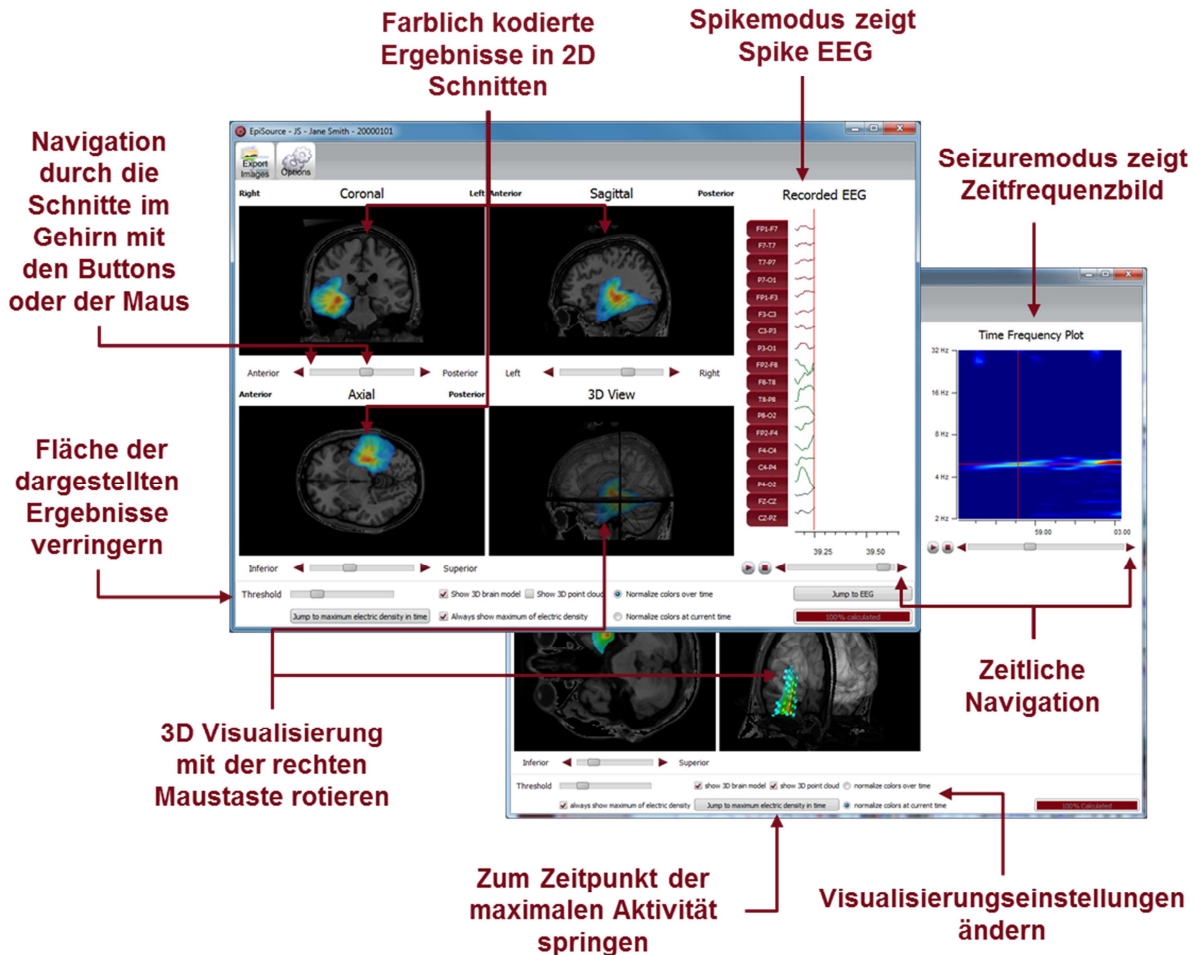 Farblich kodierte
Ergebnisse in 2D
Schnitten
Spikemodus zeigt
Spike EEG
Navigation
durch die
Schnitte im
Gehirn mit
den Buttons
oder der Maus
Seizuremodus zeigt
Zeitfrequenzbild
EpiSource - JS - Jane Smith - 20000101
Export
Images
Options
Right
Coronal
Left
Anterior
Sagittal
Posterior
Recorded EEG
FP1-F7
F7-T7
T7-P7
P7-O1
FP1-F3
F3-C3
C3-P3
P3-O1
FP2-F8
F8-T8
T8-P8
P8-O2
FP2-F4
F4-C4
C4-P4
P4-O2
FZ-CZ
CZ-PZ
39.25
39.50
Anterior
Posterior
Left
Right
Anterior
Axial
Posterior
3D View
Inferior
Superior
Threshold
Show 3D brain model
Show 3D point cloud
Normalize colors over time
Jump to EEG
Jump to maximum electric density in time
Always show maximum of electric density
Normalize colors at current time
100% calculated
Time Frequency Plot
32 Hz
16 Hz
8 Hz
4 Hz
2 Hz
59.00
03.00
Fläche der
dargestellten
Ergebnisse
verringern
Zeitliche
Navigation
3D Visualisierung
mit der rechten
Maustaste rotieren
Inferior
Superior
Threshold
show 3D brain model
show 3D point cloud
normalize colors over time
always show maximum of electric density
Jump to maximum electric density in time
normalize colors at current time
100% Calculated
Zum Zeitpunkt der
maximalen Aktivität
springen
Visualisierungseinstellungen
ändern